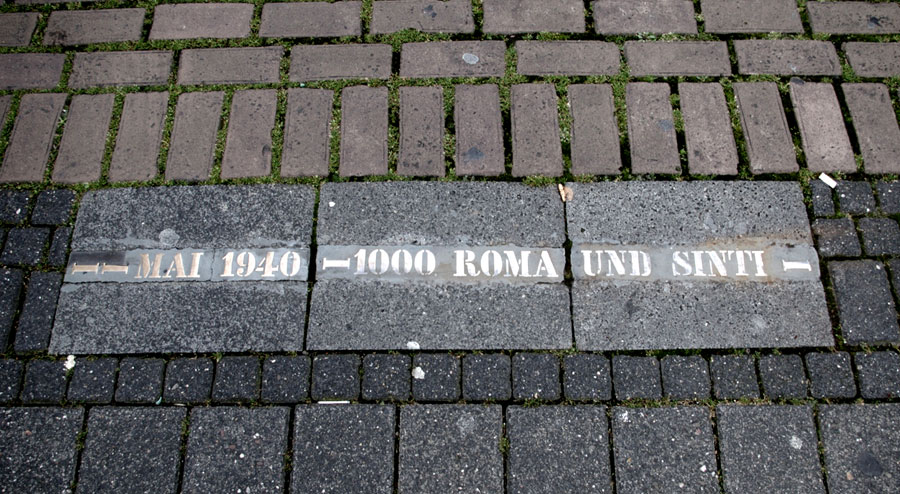 MAI 1940 – 1000 ROMA UND SINTI